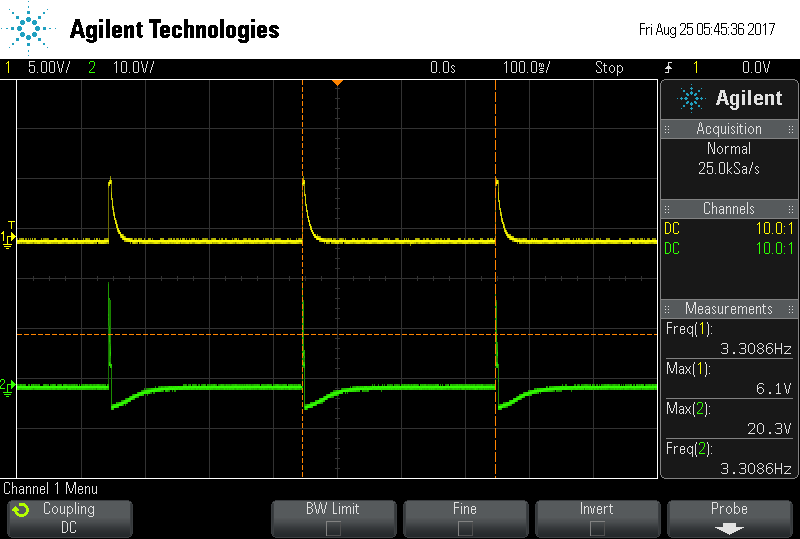 Agilent Technologies
Fri Aug 25 05:45:36 2017
1 5.00V/ 2 10.0V/ 0.0s 100.0ms/ Stop 1 0.0V
Agilent
Acquisition
Normal
25.0kSa/s
Channels
DC 10.0:1
DC 10.0:1
Measurements
Freq(1):
3.3086Hz
Max(1):
6.1V
Max(2):
20.3V
Freq(2):
3.3086Hz
T
1
2
Channel 1 Menu
Coupling
DC
BW Limit
Fine
Invert
Probe